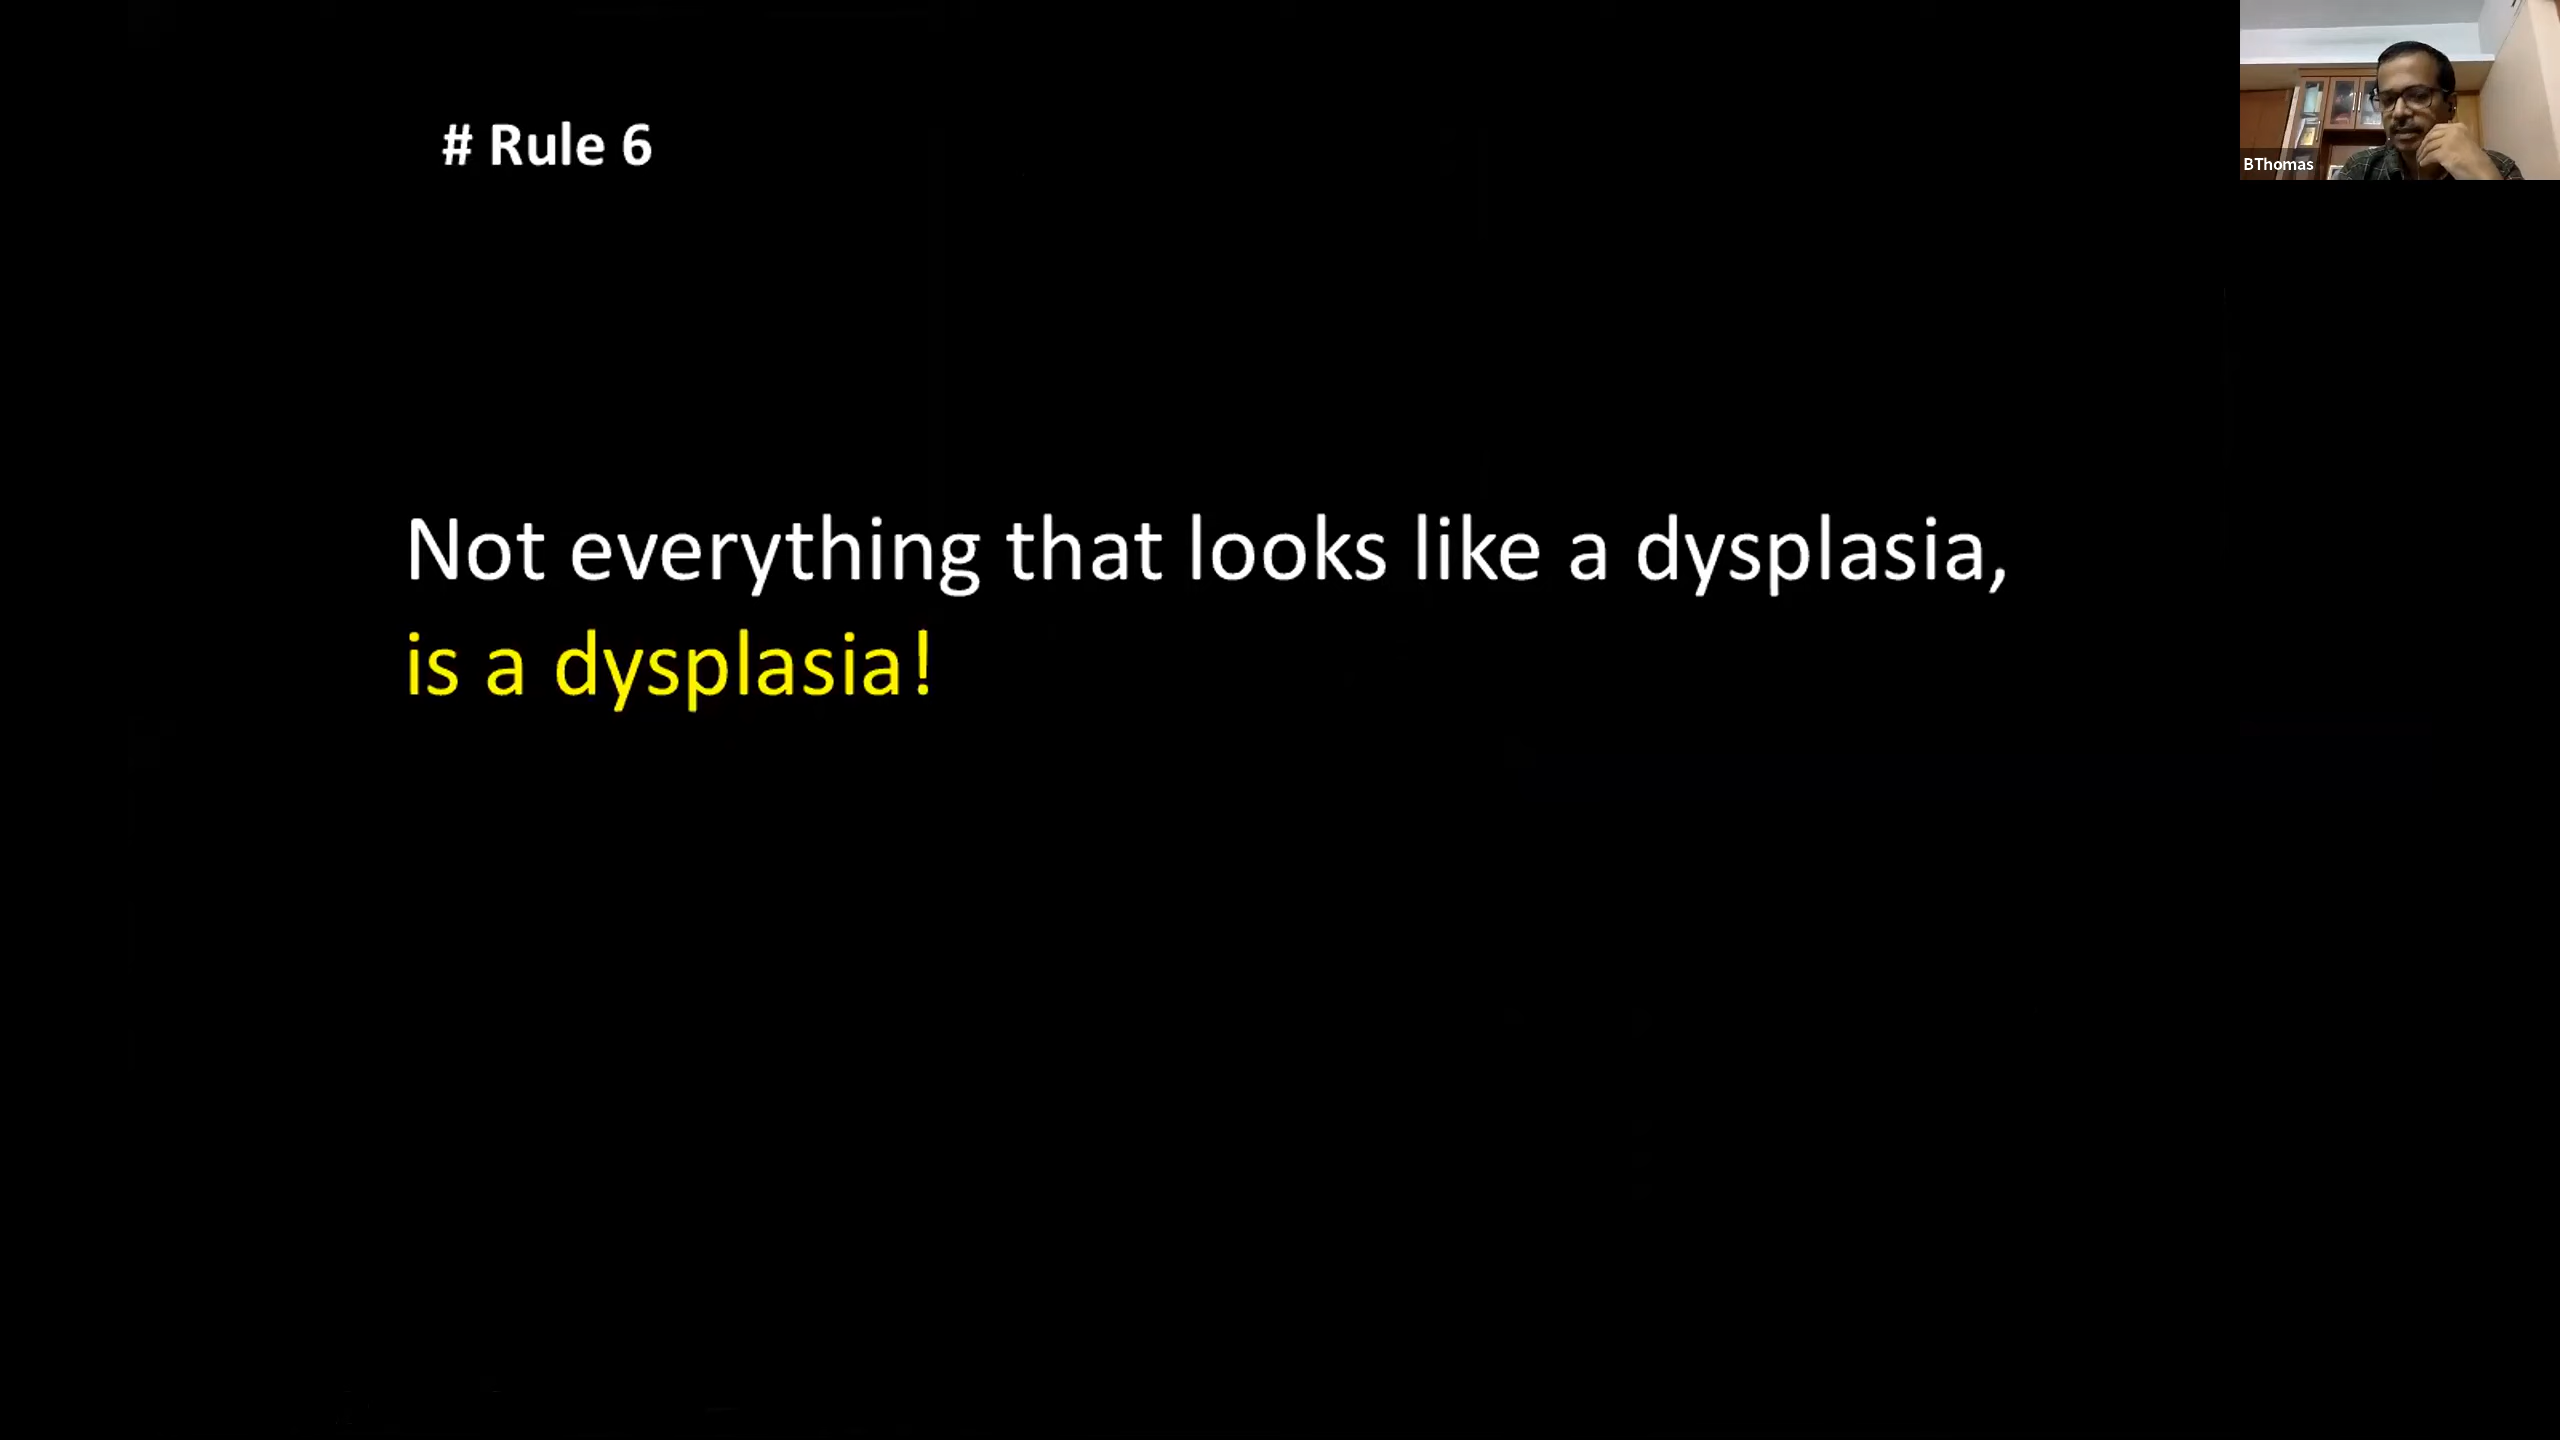 # Rule 6
BThomas
Not everything that looks like a dysplasia,
is a dysplasia!